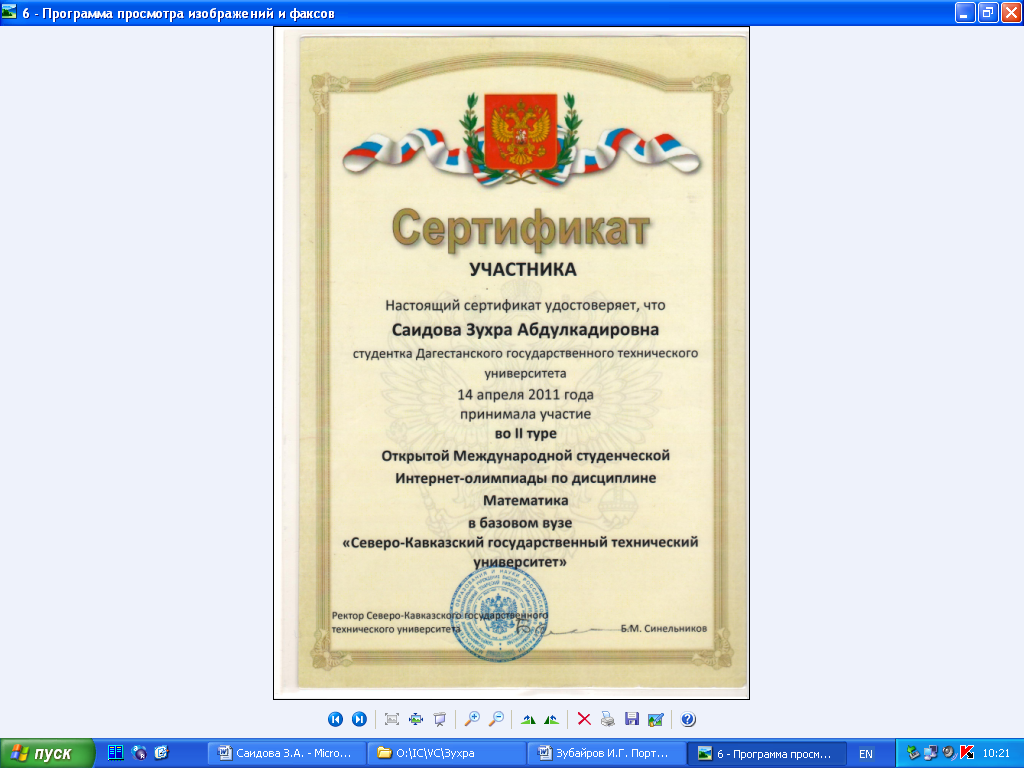 6 - Программа просмотра изображений и факсов
Сертификат
УЧАСТНИКА
Настоящий сертификат удостоверяет, что
Саидова Зухра Абдулкадировна
студентка Дагестанского государственного технического
университета
14 апреля 2011 года
принимала участие
во II туре
Открытой Международной студенческой
Интернет-олимпиады по дисциплине
Математика
в базовом вузе
«Северо-Кавказский государственный технический
университет»
Ректор Северо-Кавказского государственного
технического университета
Б.М. Синельников
пуск
Саидова З.А. - Micro...
O:\IC\VC\Зухра
Зубайров И.Г. Порт...
6 - Программа просм...
EN
10:21